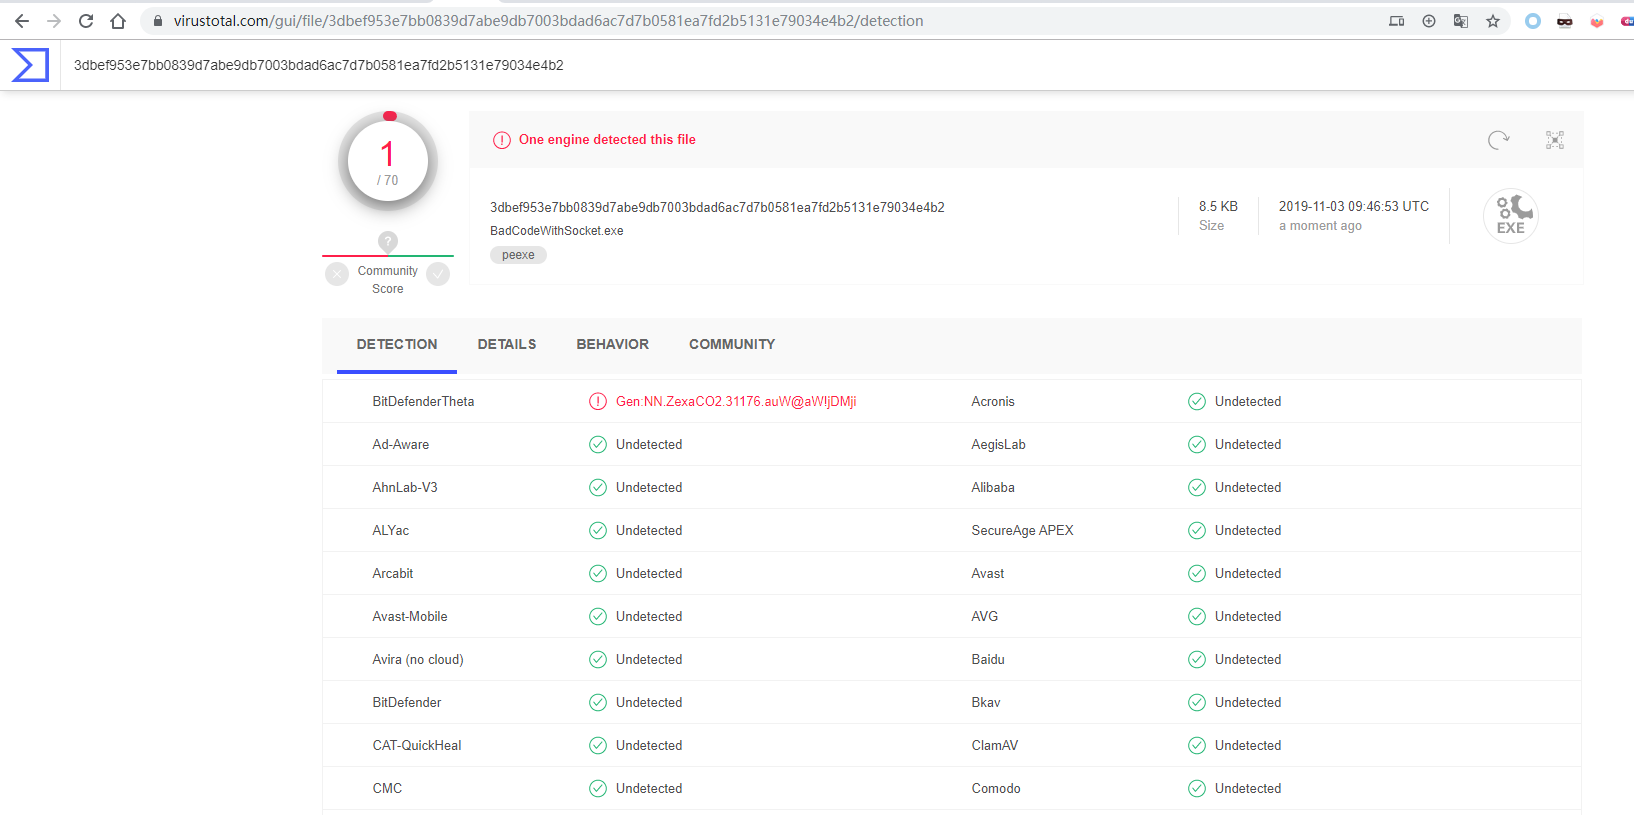 virustotal.com/gui/file/3dbef953e7bb0839d7abe9db7003bdad6ac7d7b0581ea7fd2b5131e79034e4b2/detection
3dbef953e7bb0839d7abe9db7003bdad6ac7d7b0581ea7fd2b5131e79034e4b2
1
/ 70
?
Community
Score
One engine detected this file
3dbef953e7bb0839d7abe9db7003bdad6ac7d7b0581ea7fd2b5131e79034e4b2
BadCodeWithSocket.exe
peexe
8.5 KB
Size
2019-11-03 09:46:53 UTC
a moment ago
EXE
DETECTION DETAILS BEHAVIOR COMMUNITY
BitDefenderTheta Gen:NN.ZexaCO2.31176.auW@aW!jDMji Acronis Undetected
Ad-Aware Undetected AegisLab Undetected
AhnLab-V3 Undetected Alibaba Undetected
ALYac Undetected SecureAge APEX Undetected
Arcabit Undetected Avast Undetected
Avast-Mobile Undetected AVG Undetected
Avira (no cloud) Undetected Baidu Undetected
BitDefender Undetected Bkav Undetected
CAT-QuickHeal Undetected ClamAV Undetected
CMC Undetected Comodo Undetected